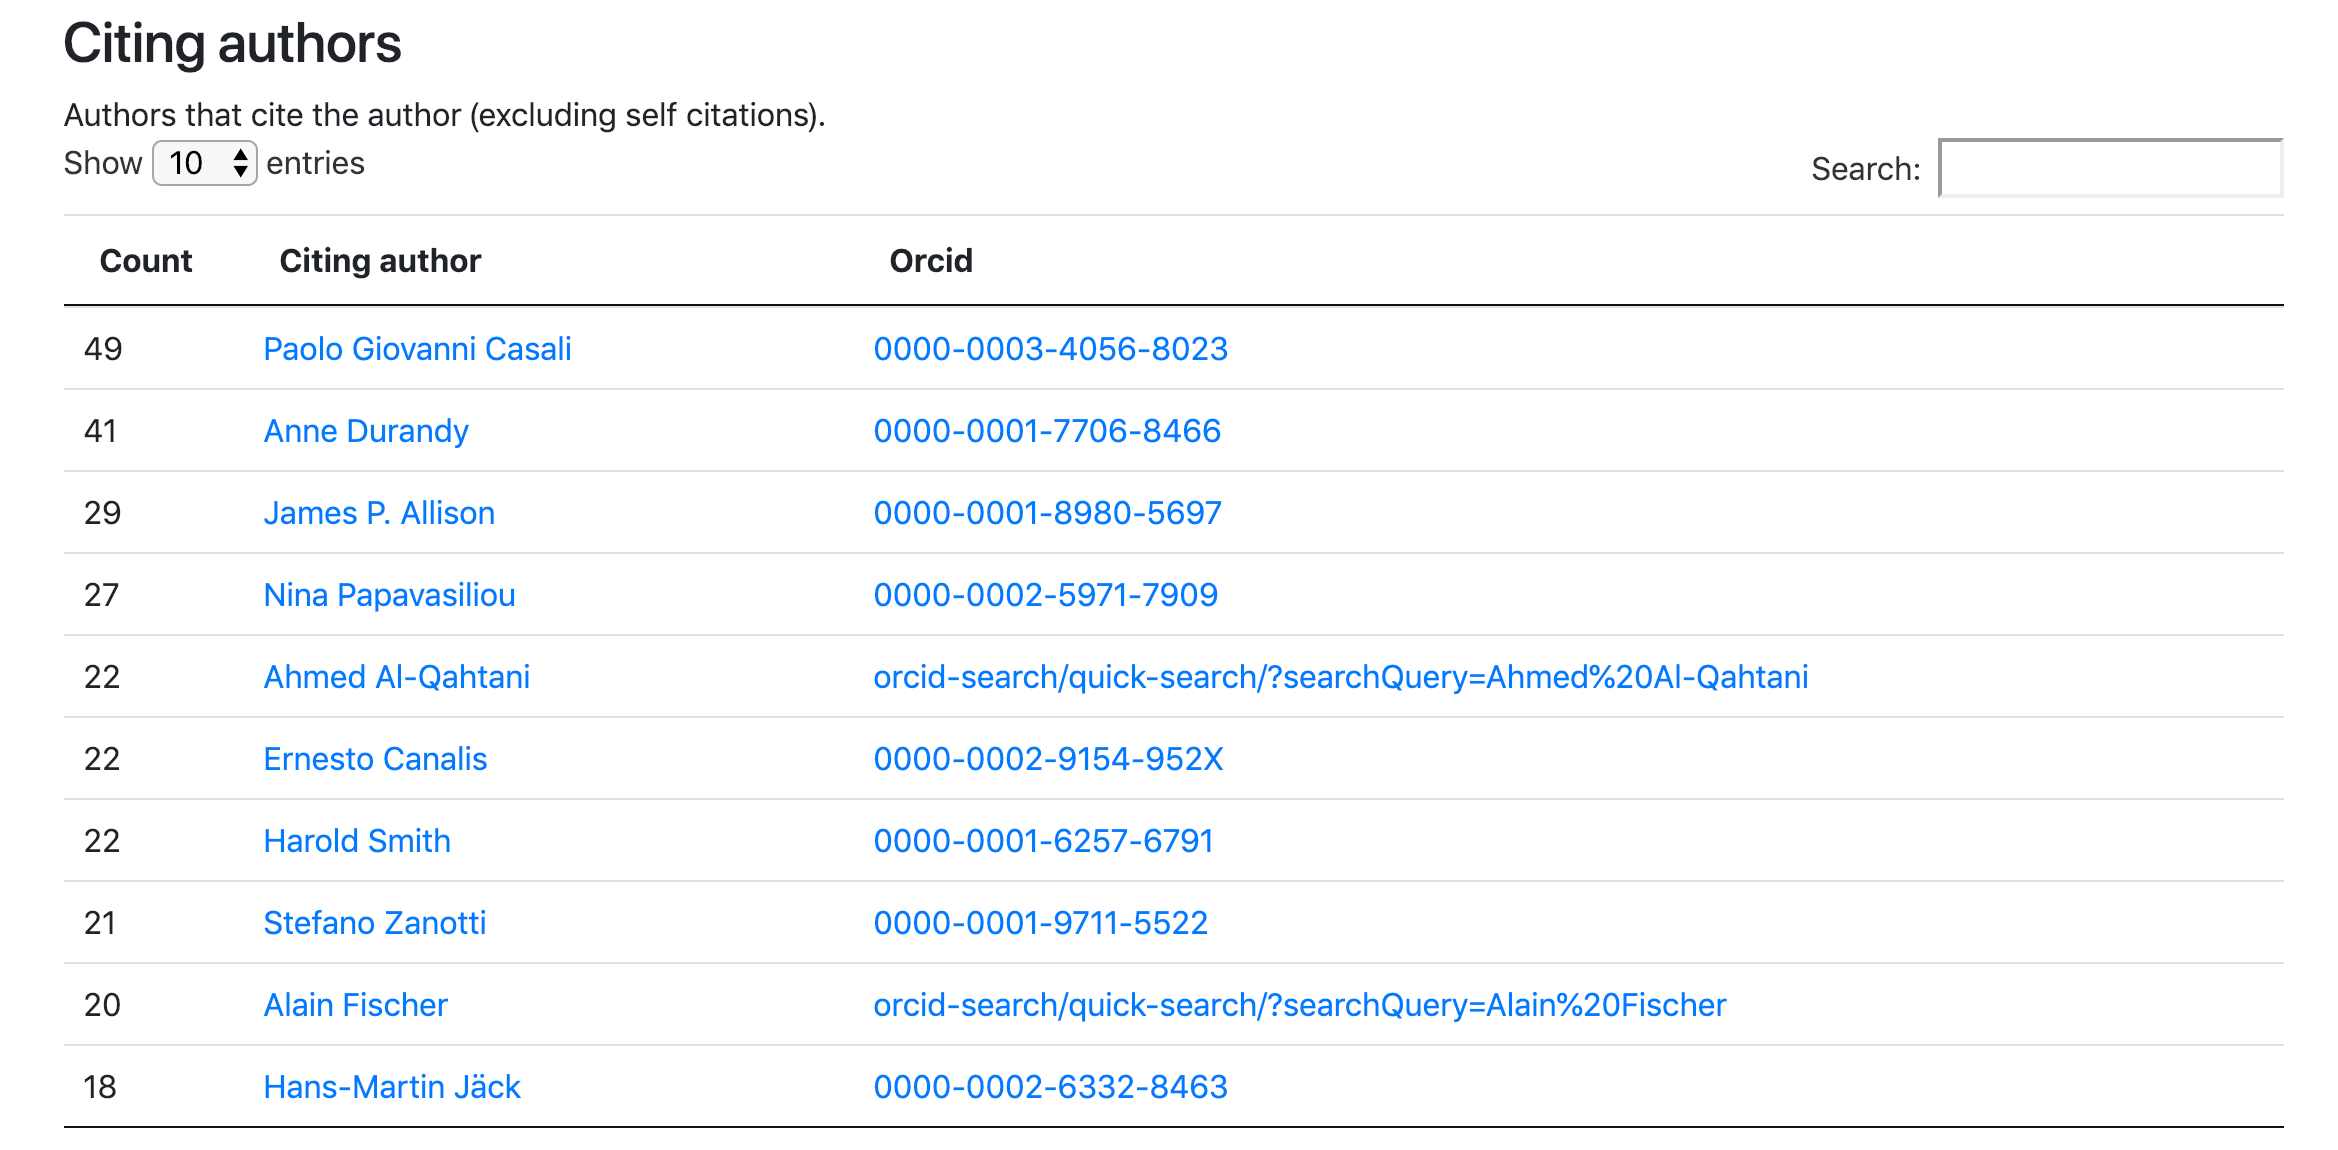 Citing authors
Authors that cite the author (excluding self citations).
Show 10 entries
Search:
Count Citing author Orcid
49 Paolo Giovanni Casali 0000-0003-4056-8023
41 Anne Durandy 0000-0001-7706-8466
29 James P. Allison 0000-0001-8980-5697
27 Nina Papavasiliou 0000-0002-5971-7909
22 Ahmed Al-Qahtani orcid-search/quick-search/?searchQuery=Ahmed%20Al-Qahtani
22 Ernesto Canalis 0000-0002-9154-952X
22 Harold Smith 0000-0001-6257-6791
21 Stefano Zanotti 0000-0001-9711-5522
20 Alain Fischer orcid-search/quick-search/?searchQuery=Alain%20Fischer
18 Hans-Martin Jäck 0000-0002-6332-8463